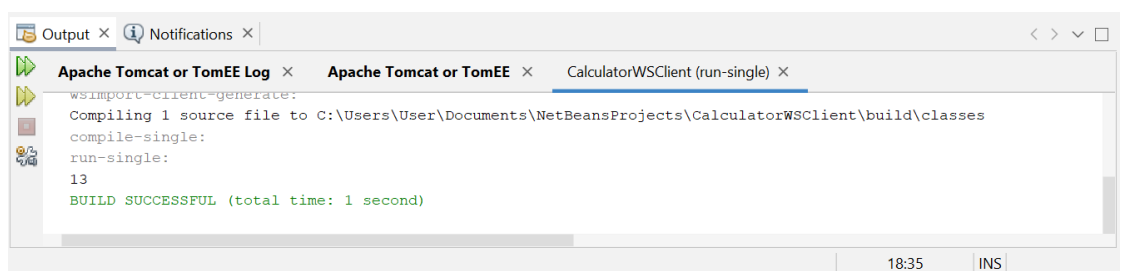 Output × Notifications ×
Apache Tomcat or TomEE Log × Apache Tomcat or TomEE × CalculatorWSClient (run-single) ×
wsimport-client-generate:
Compiling 1 source file to C:\Users\User\Documents\NetBeansProjects\CalculatorWSClient\build\classes
compile-single:
run-single:
13
BUILD SUCCESSFUL (total time: 1 second)
18:35 INS